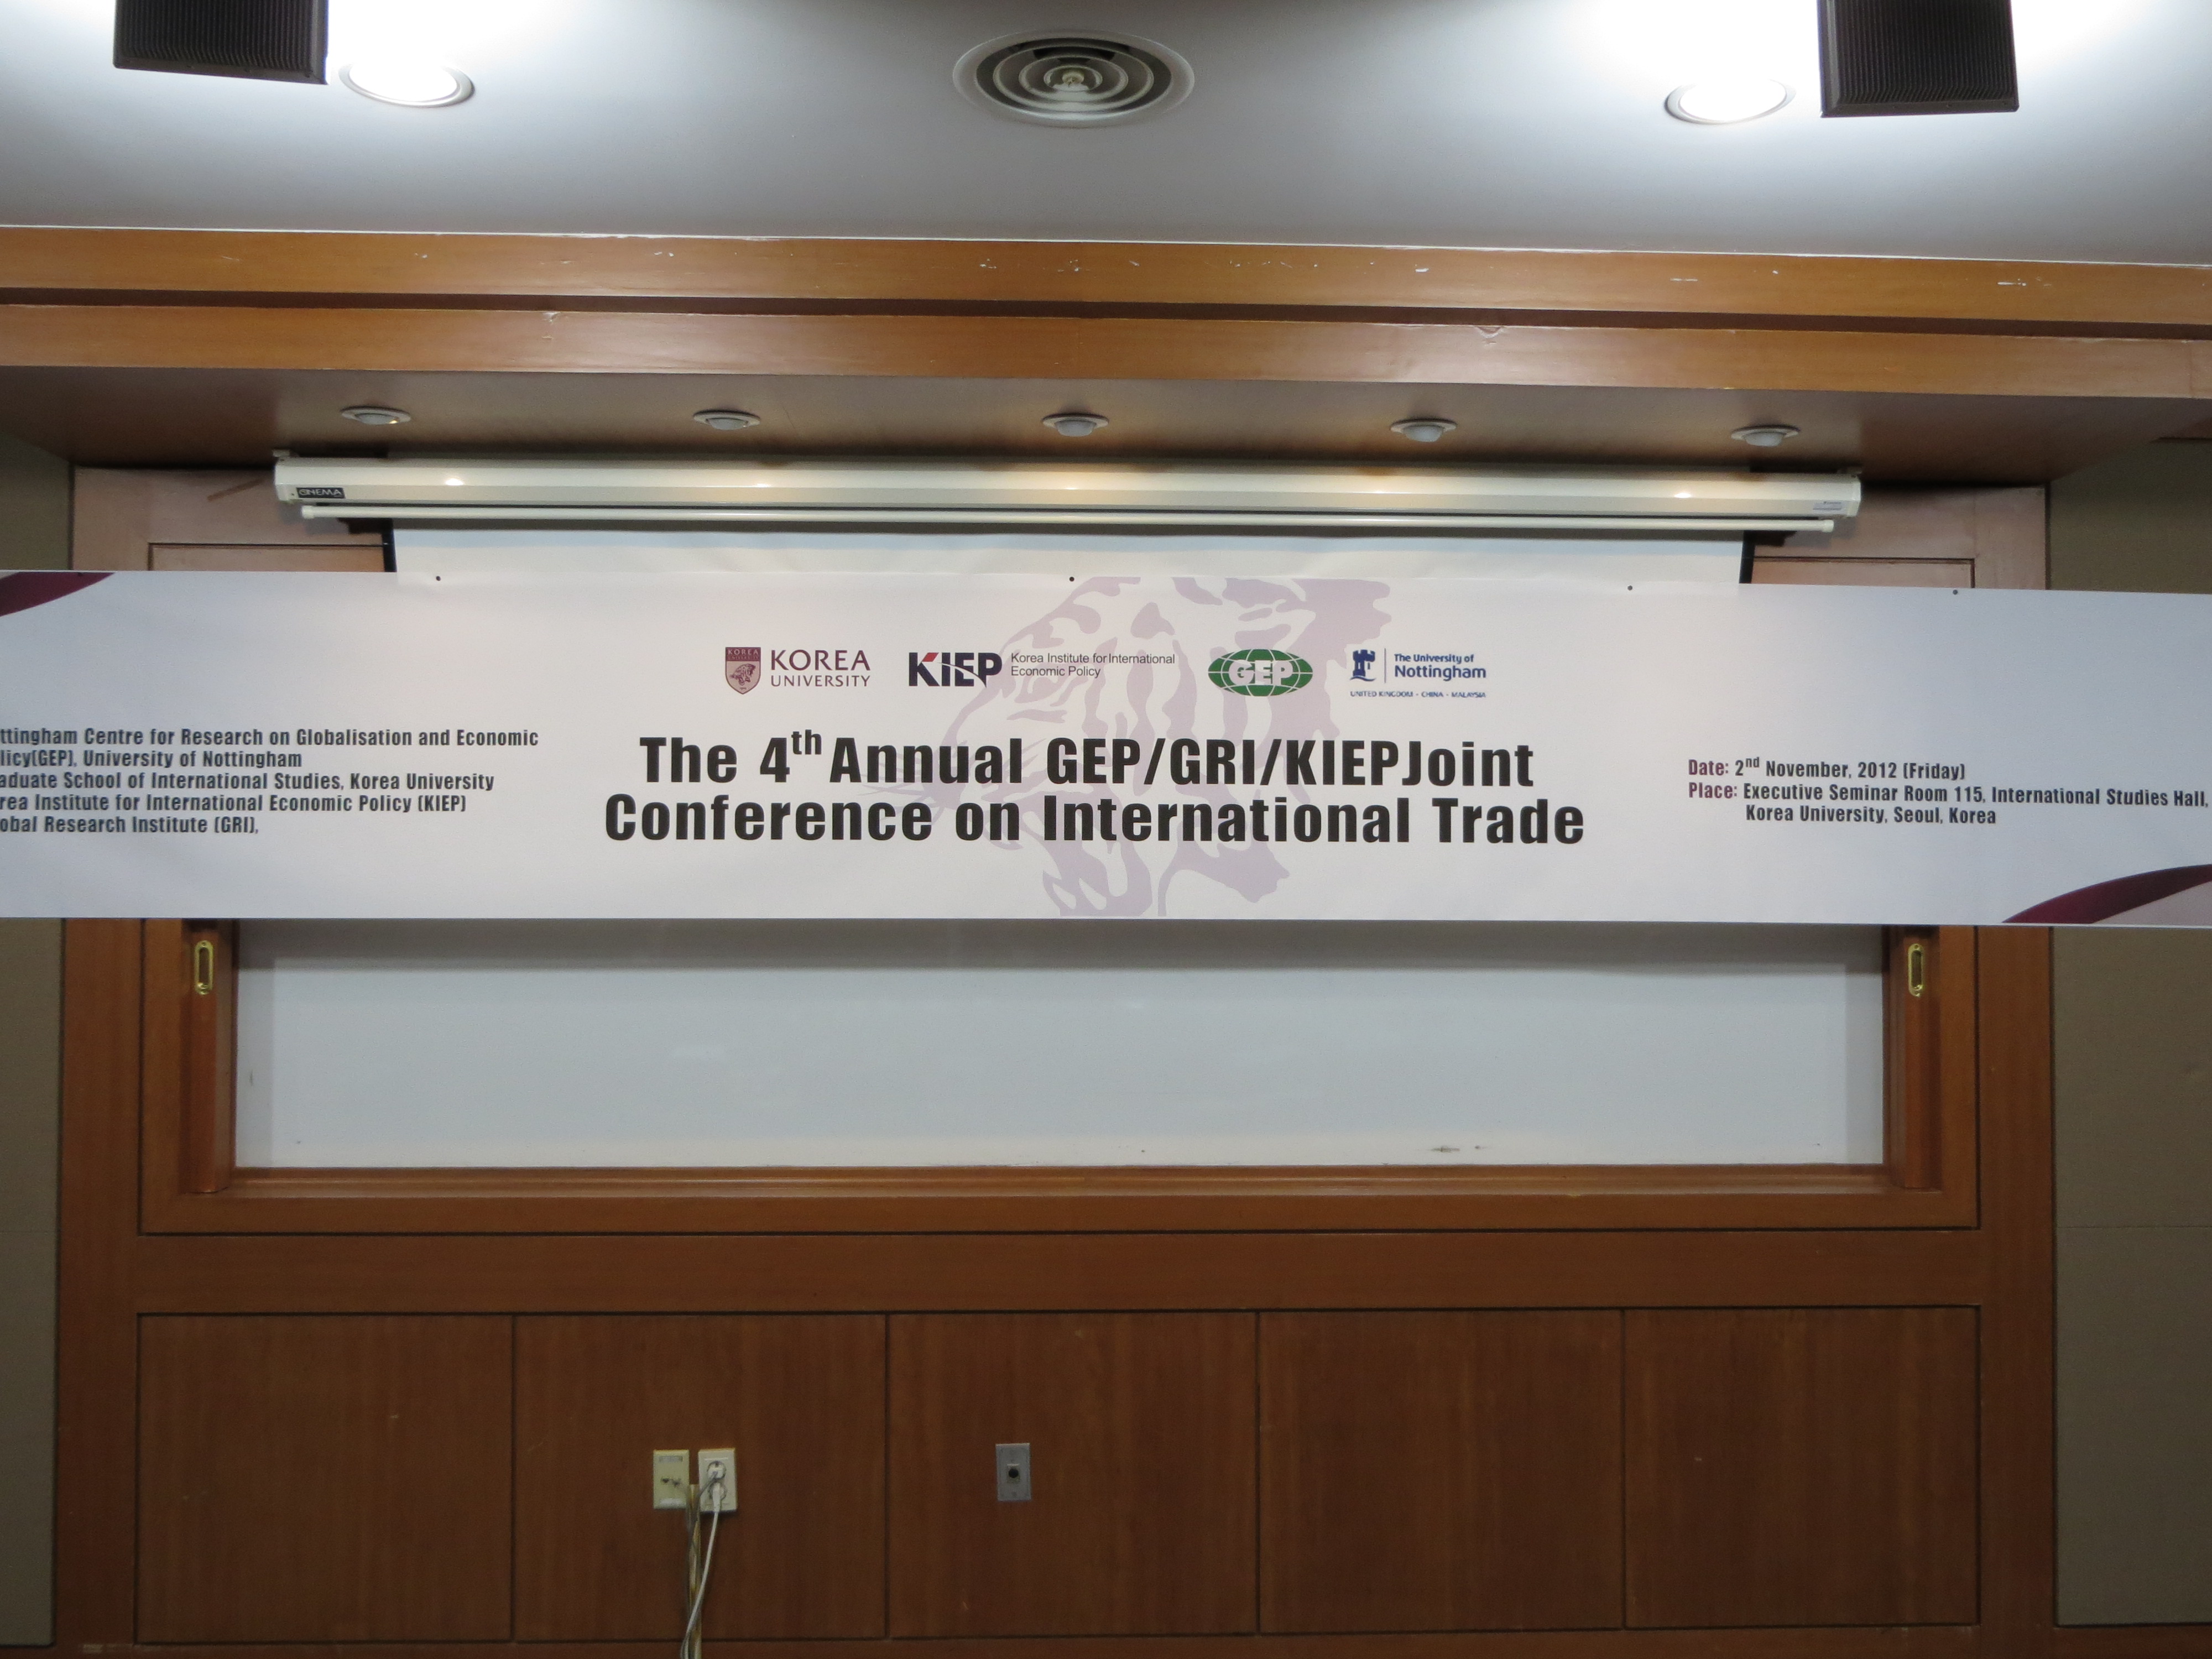 KOREA
UNIVERSITY
KIEP Korea Institute for International
Economic Policy
GEP
The University of
Nottingham
UNITED KINGDOM · CHINA · MALAYSIA
ttingham Centre for Research on Globalisation and Economic
licy(GEP), University of Nottingham
aduate School of International Studies, Korea University
rea Institute for International Economic Policy (KIEP)
obal Research Institute (GRI),
The 4th Annual GEP/GRI/KIEPJoint
Conference on International Trade
Date: 2nd November, 2012 (Friday)
Place: Executive Seminar Room 115, International Studies Hall,
Korea University, Seoul, Korea